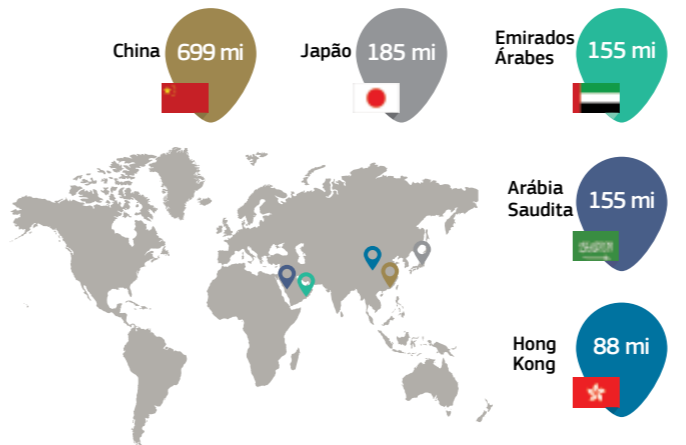 China
699 mi
Japão
185 mi
Emirados
Árabes
155 mi
Arábia
Saudita
155 mi
Hong
Kong
88 mi